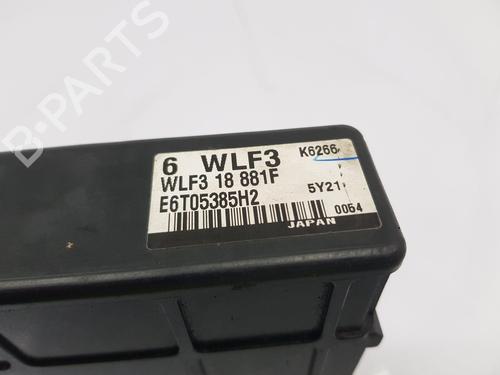 6 WLF3 K6266
WLF3 18 881F 5Y21
E6T05385H2 0054
JAPAN
B-PARTS